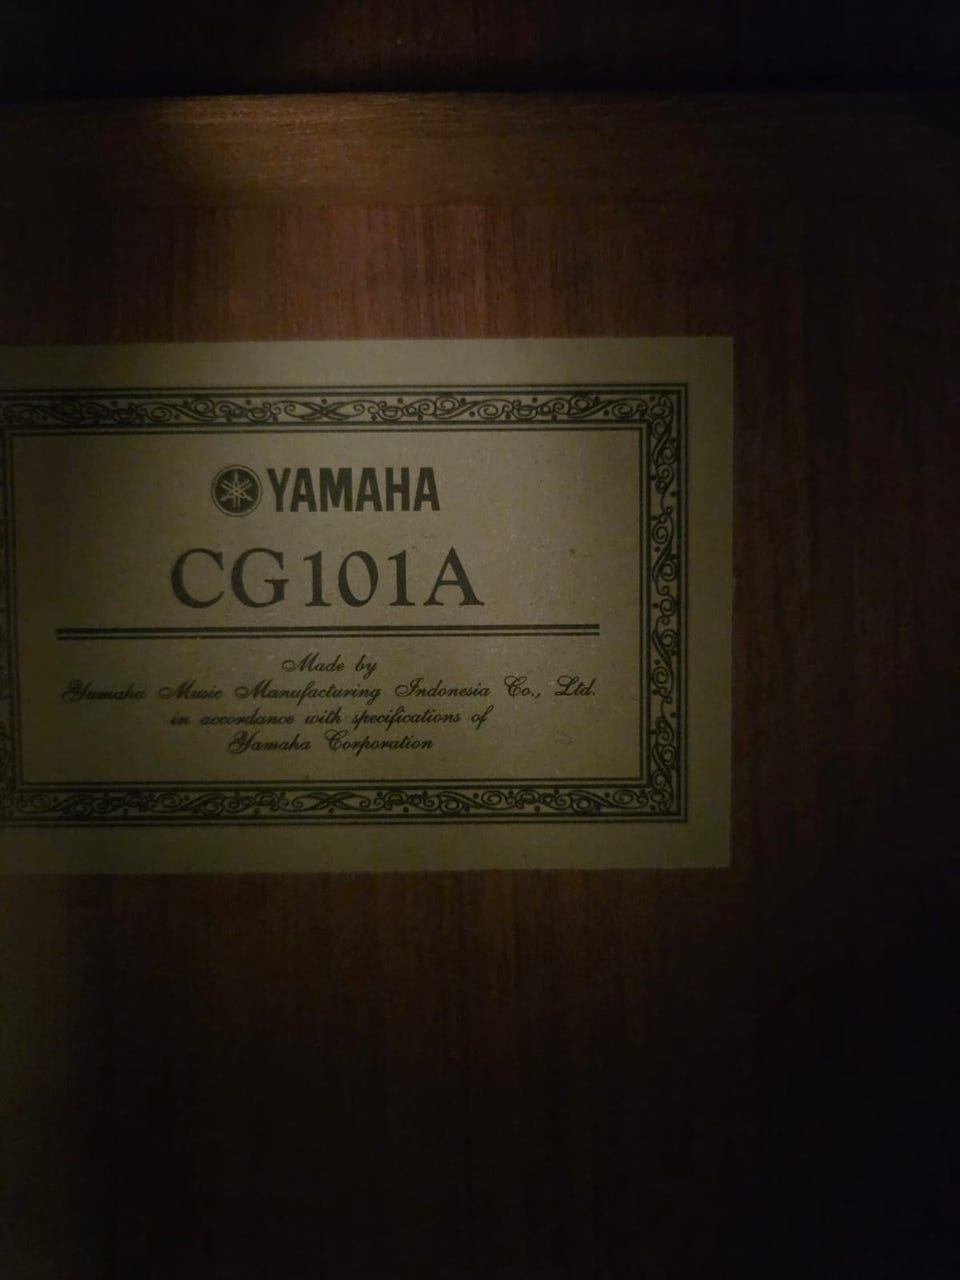 YAMAHA
CG101A
Made by
Yamaha Music Manufacturing Indonesia Co., Ltd.
in accordance with specifications of
Yamaha Corporation